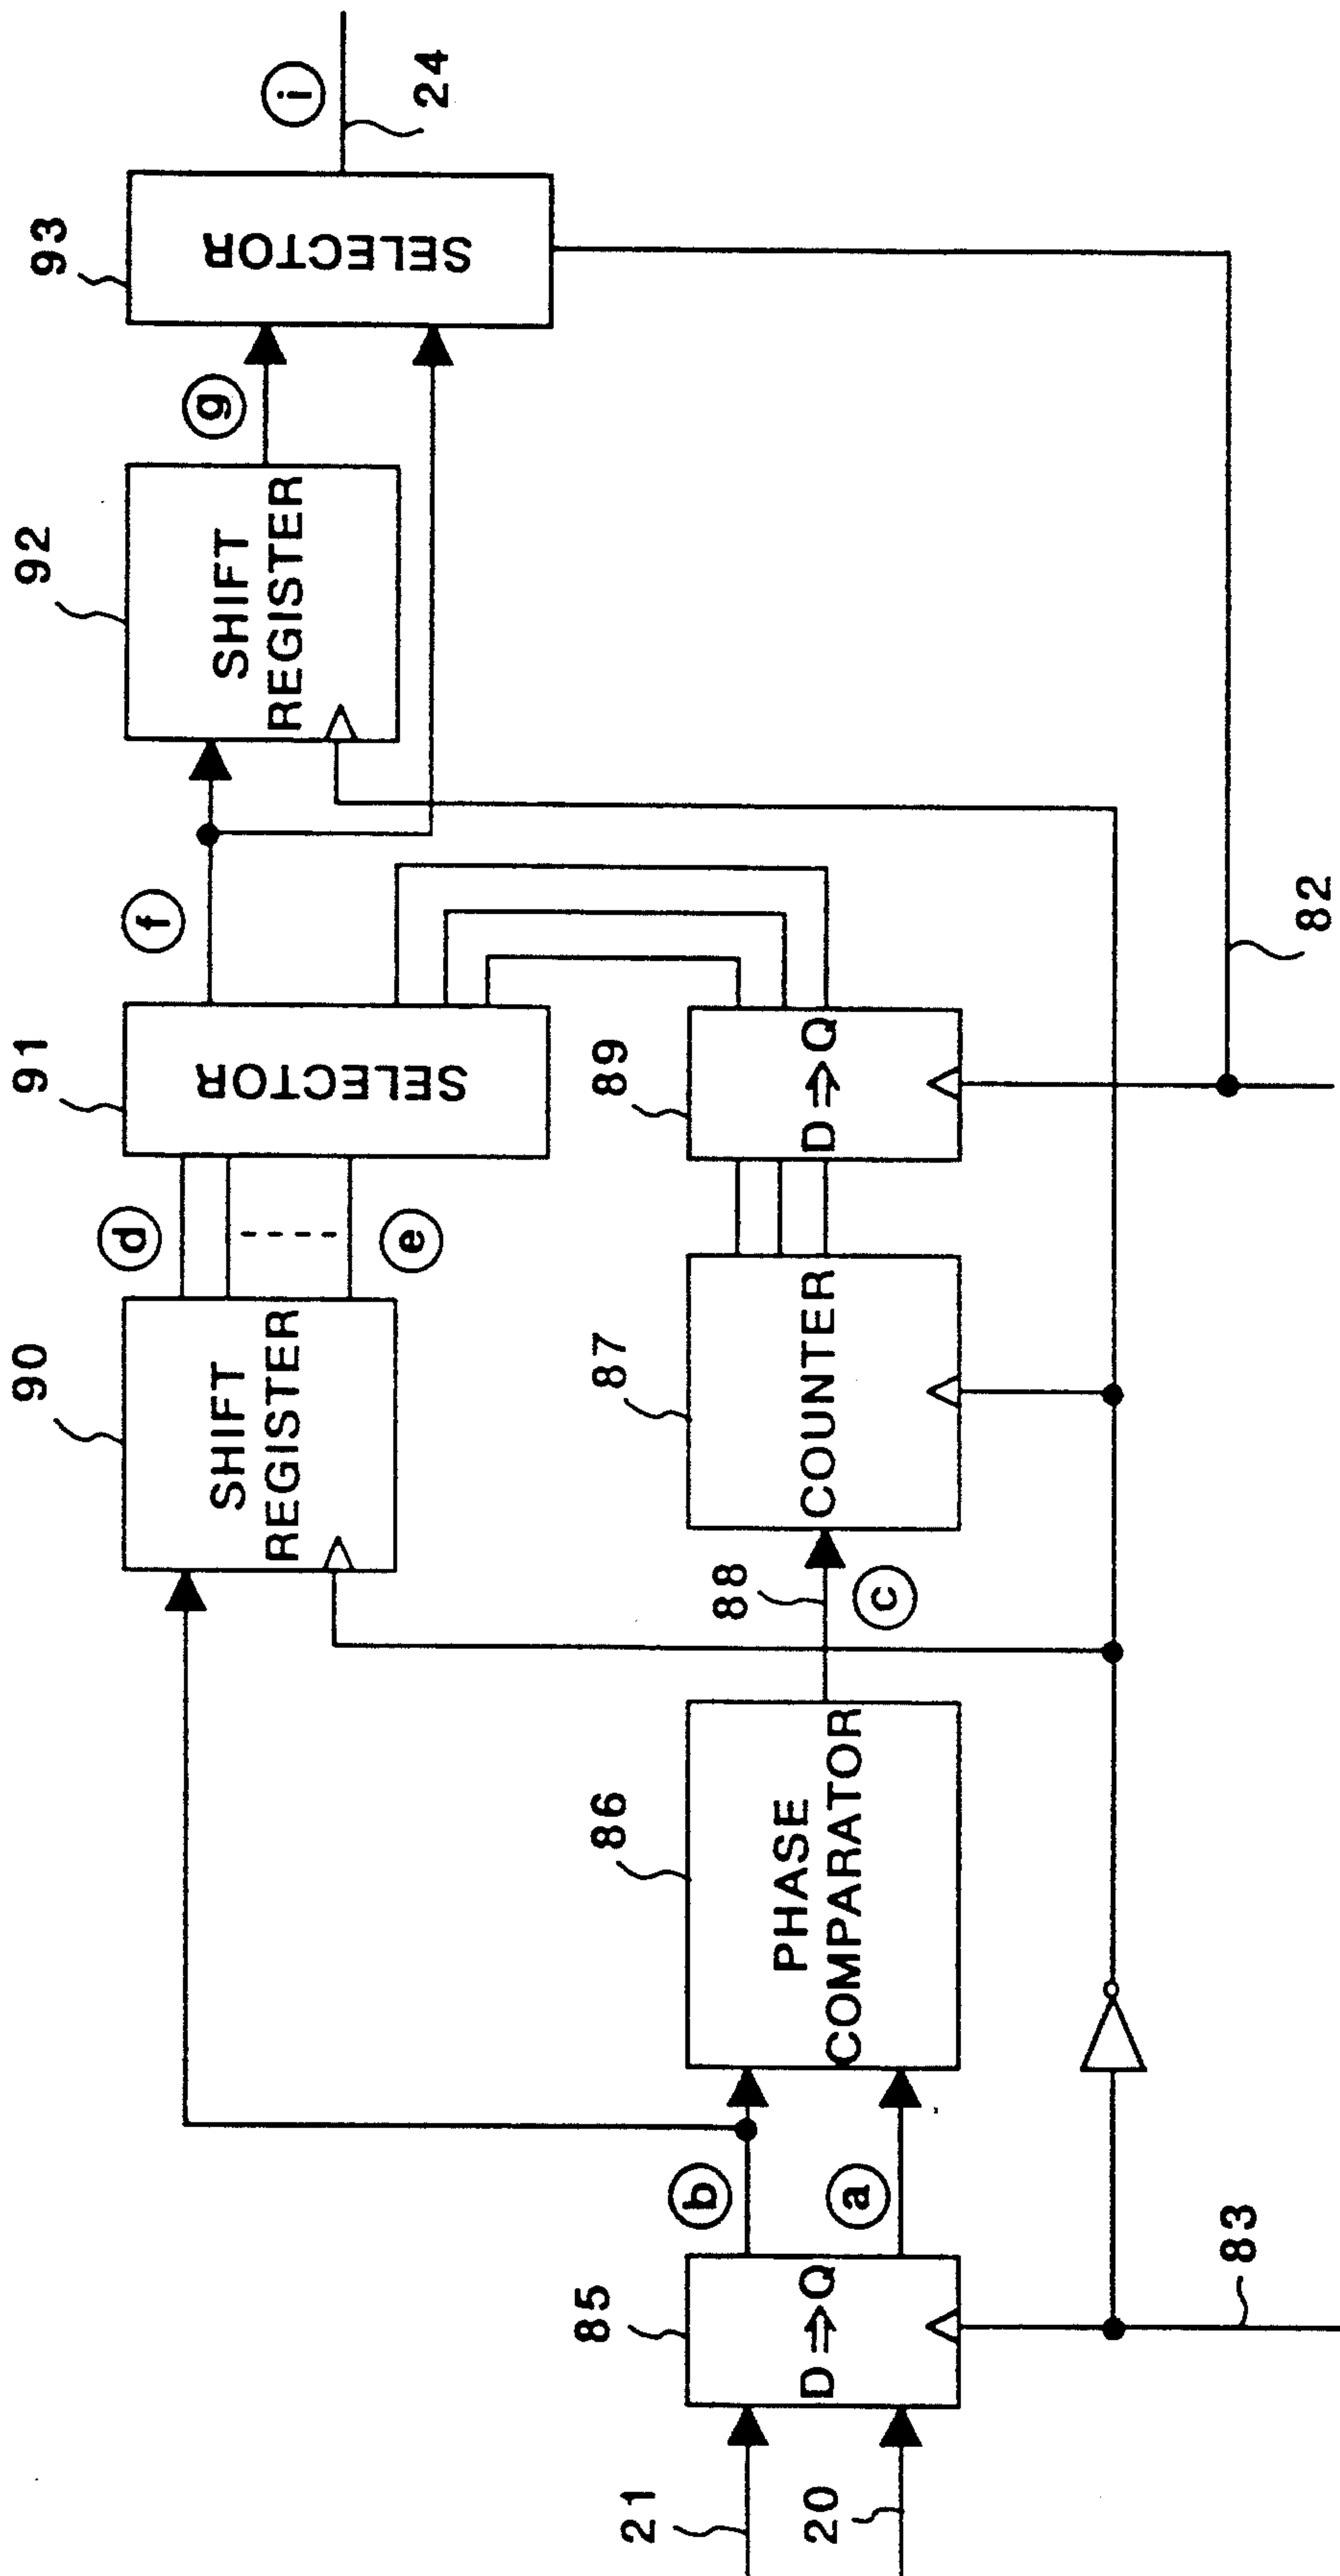 90
SHIFT
REGISTER
d
e
91
SELECTOR
f
92
SHIFT
REGISTER
g
93
SELECTOR
i
24
21
20
85
D⇒Q
b
a
86
PHASE
COMPARATOR
88
c
87
COUNTER
89
D⇒Q
83
82